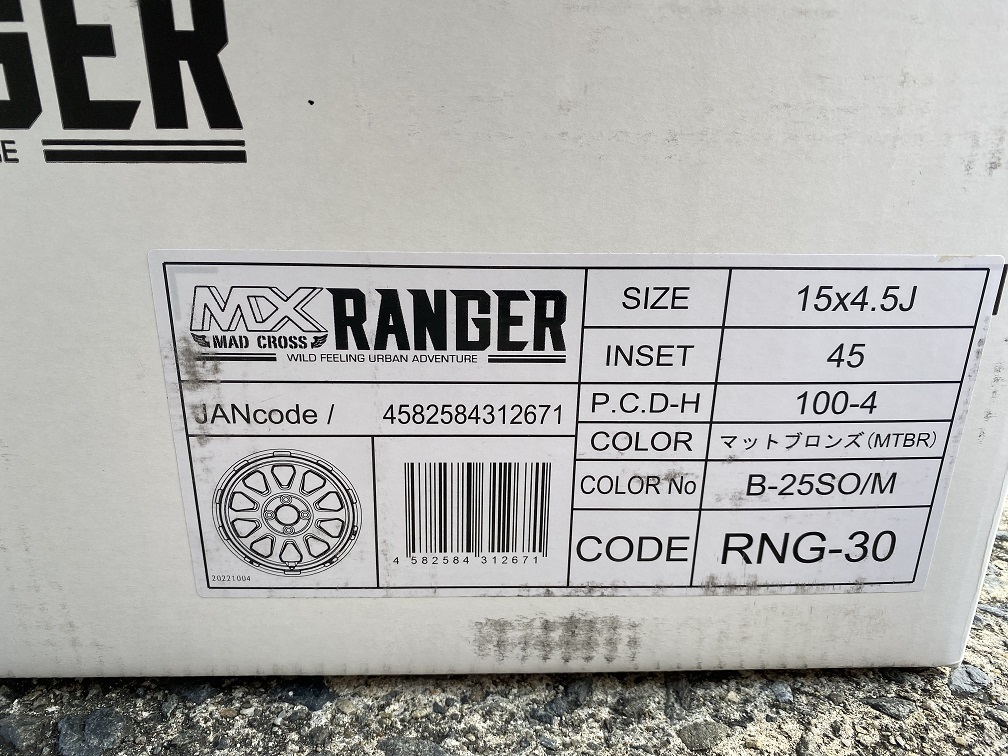 GER
MX RANGER
MAD CROSS
WILD FEELING URBAN ADVENTURE
JANcode / 4582584312671
4 582584 312671
20221004
SIZE 15x4.5J
INSET 45
P.C.D-H 100-4
COLOR マットブロンズ(MTBR)
COLOR No B-25SO/M
CODE RNG-30